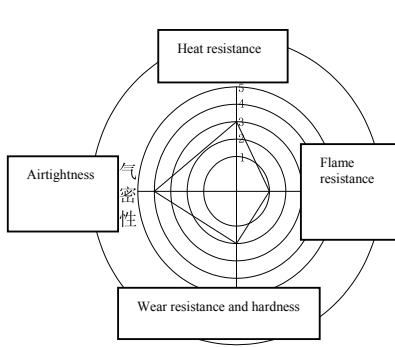 Heat resistance
5
4
3
2
1
Flame
resistance
Airtightness
气
密
性
Wear resistance and hardness